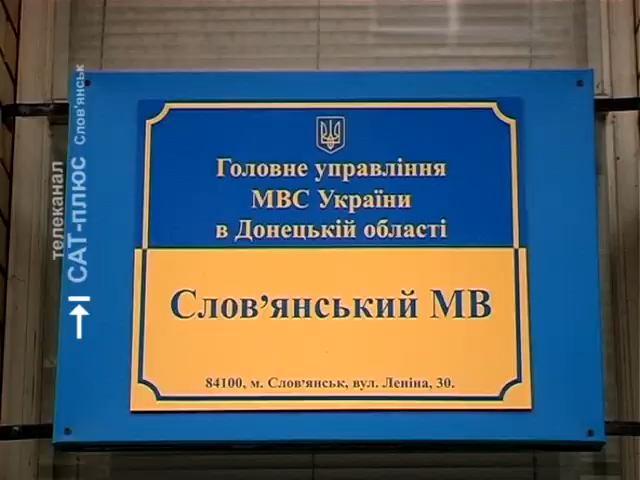 Головне управління
МВС України
в Донецькій області
Слов’янський МВ
84100, м. Слов’янськ, вул. Леніна, 30.
телеканал
САТ-плюс Слов'янськ